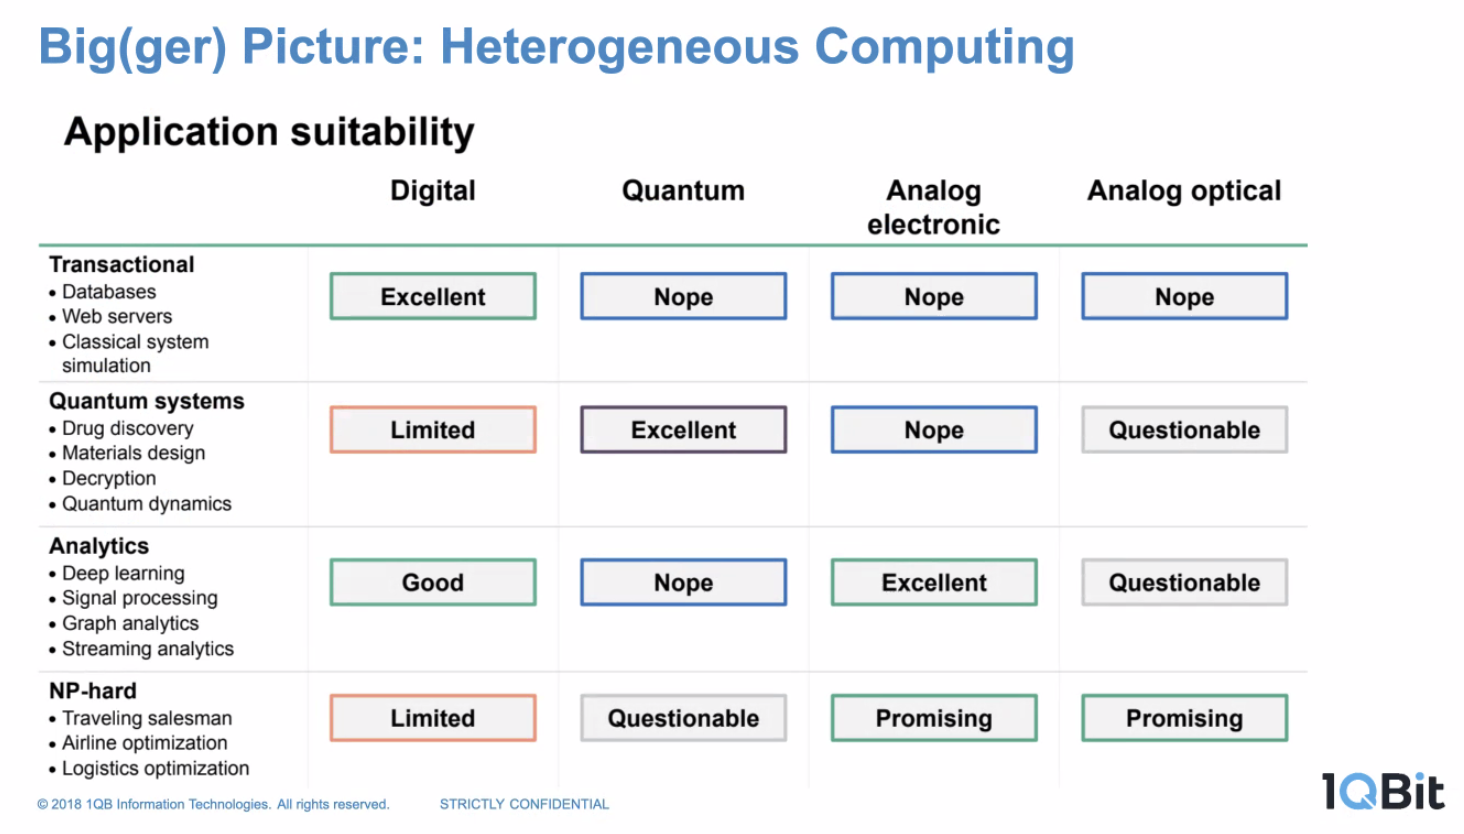 Big(ger) Picture: Heterogeneous Computing
Application suitability
Digital Quantum Analog electronic Analog optical
Transactional
• Databases
• Web servers
• Classical system
simulation
Excellent Nope Nope Nope
Quantum systems
• Drug discovery
• Materials design
• Decryption
• Quantum dynamics
Limited Excellent Nope Questionable
Analytics
• Deep learning
• Signal processing
• Graph analytics
• Streaming analytics
Good Nope Excellent Questionable
NP-hard
• Traveling salesman
• Airline optimization
• Logistics optimization
Limited Questionable Promising Promising
© 2018 1QB Information Technologies. All rights reserved. STRICTLY CONFIDENTIAL
1QBit